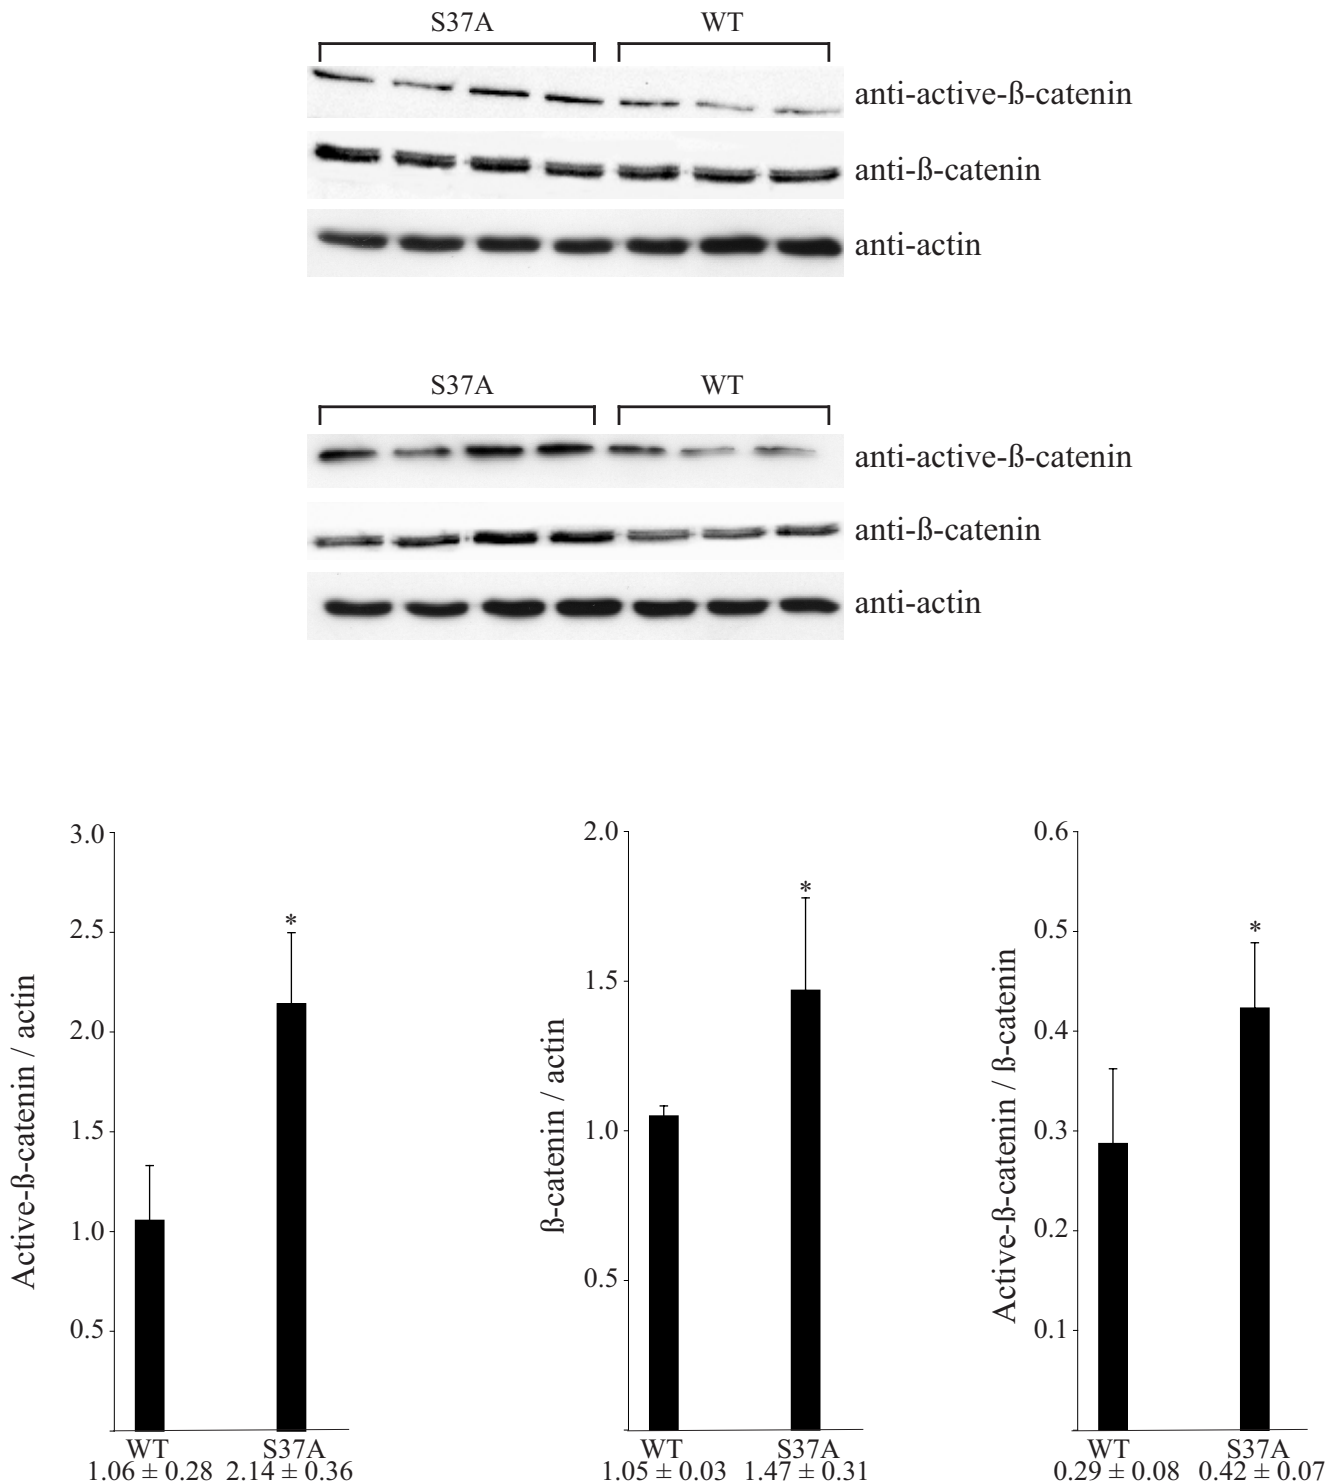 S37A WT
anti-active-ß-catenin
anti-ß-catenin
anti-actin
S37A WT
anti-active-ß-catenin
anti-ß-catenin
anti-actin
Active-ß-catenin / actin
3.0
2.5
2.0
1.5
1.0
0.5
*
WT S37A
1.06 ± 0.28 2.14 ± 0.36
ß-catenin / actin
2.0
1.5
1.0
0.5
*
WT S37A
1.05 ± 0.03 1.47 ± 0.31
Active-ß-catenin / ß-catenin
0.6
0.5
0.4
0.3
0.2
0.1
*
WT S37A
0.29 ± 0.08 0.42 ± 0.07